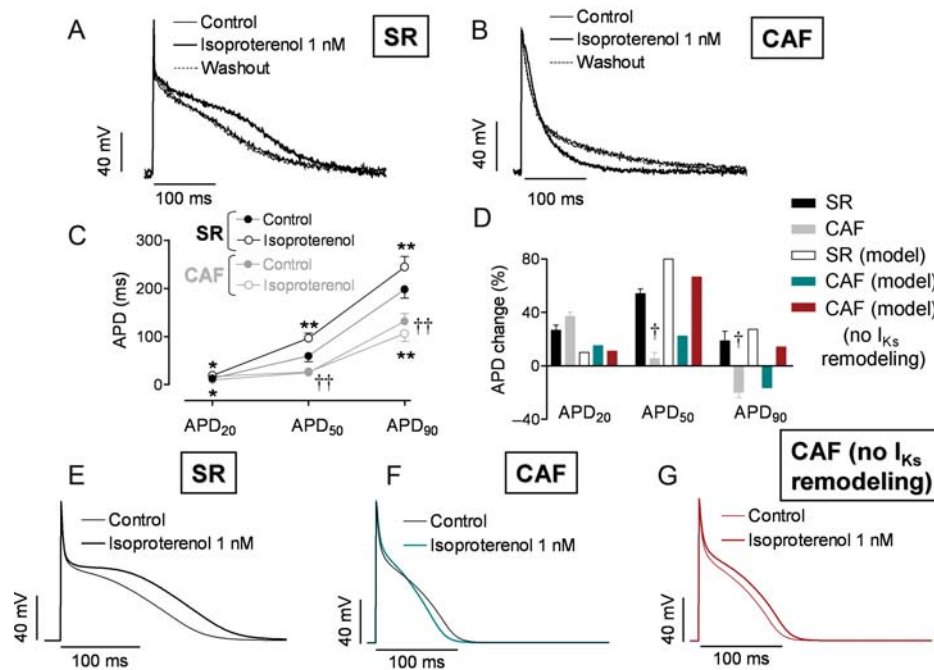 A
Control
Isoproterenol 1 nM
Washout
SR
40 mV
100 ms
B
Control
Isoproterenol 1 nM
Washout
CAF
40 mV
100 ms
C
SR
Control
Isoproterenol
CAF
Control
Isoproterenol
APD (ms)
300
200
100
0
*
*
**
††
**
††
**
APD20
APD50
APD90
D
APD change (%)
80
40
0
−40
†
†
APD20
APD50
APD90
SR
CAF
SR (model)
CAF (model)
CAF (model)
(no IKs
remodeling)
E
SR
Control
Isoproterenol 1 nM
40 mV
100 ms
F
CAF
Control
Isoproterenol 1 nM
40 mV
100 ms
G
CAF (no IKs
remodeling)
Control
Isoproterenol 1 nM
40 mV
100 ms